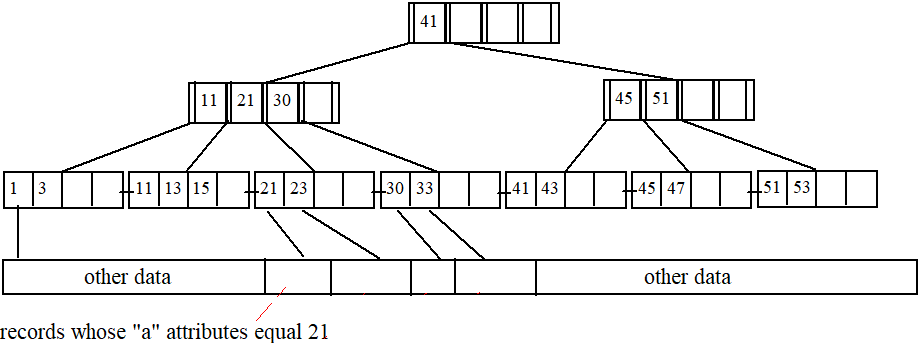 41
11 21 30
45 51
1 3
11 13 15
21 23
30 33
41 43
45 47
51 53
other data
other data
records whose "a" attributes equal 21